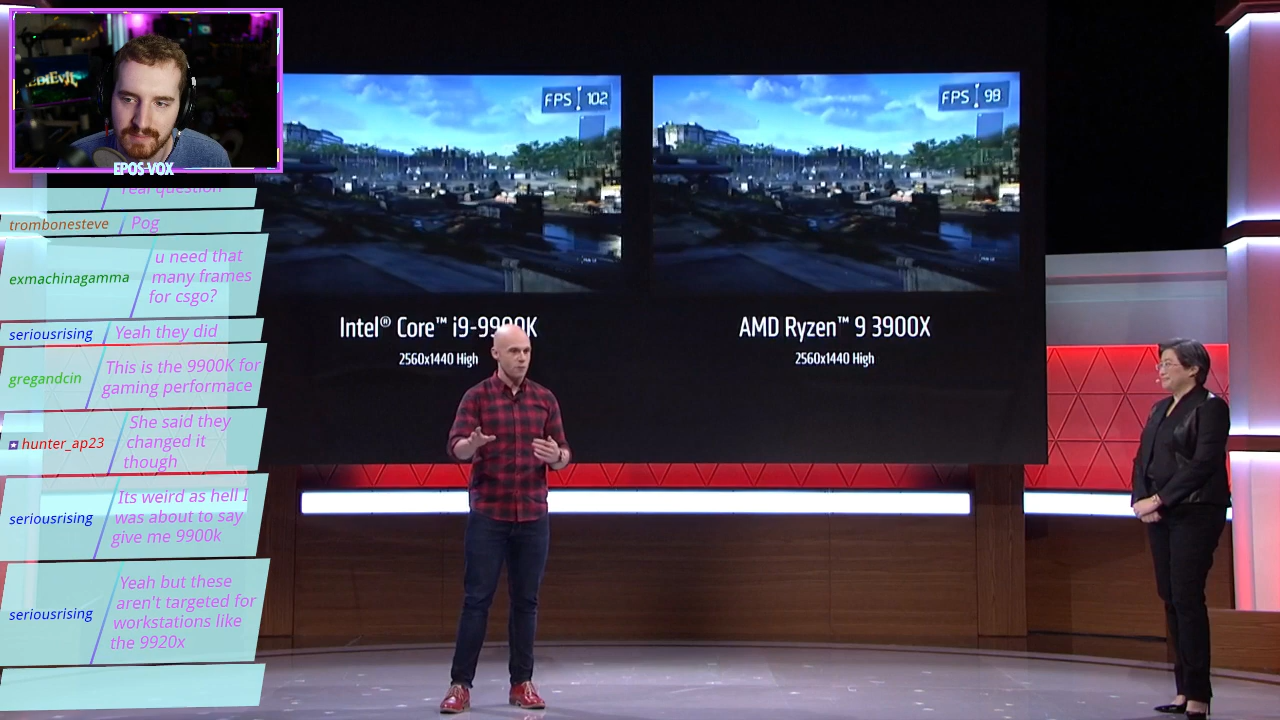 MEDIEVIL
EPOS VOX
real question
trombonesteve Pog
exmachinagamma u need that
many frames
for csgo?
seriousrising Yeah they did
gregandcin This is the 9900K for
gaming performace
hunter_ap23 She said they
changed it
though
seriousrising Its weird as hell I
was about to say
give me 9900k
seriousrising Yeah but these
aren't targeted for
workstations like
the 9920x
FPS 102
FPS 98
Intel® Core™ i9-9900K
2560x1440 High
AMD Ryzen™ 9 3900X
2560x1440 High